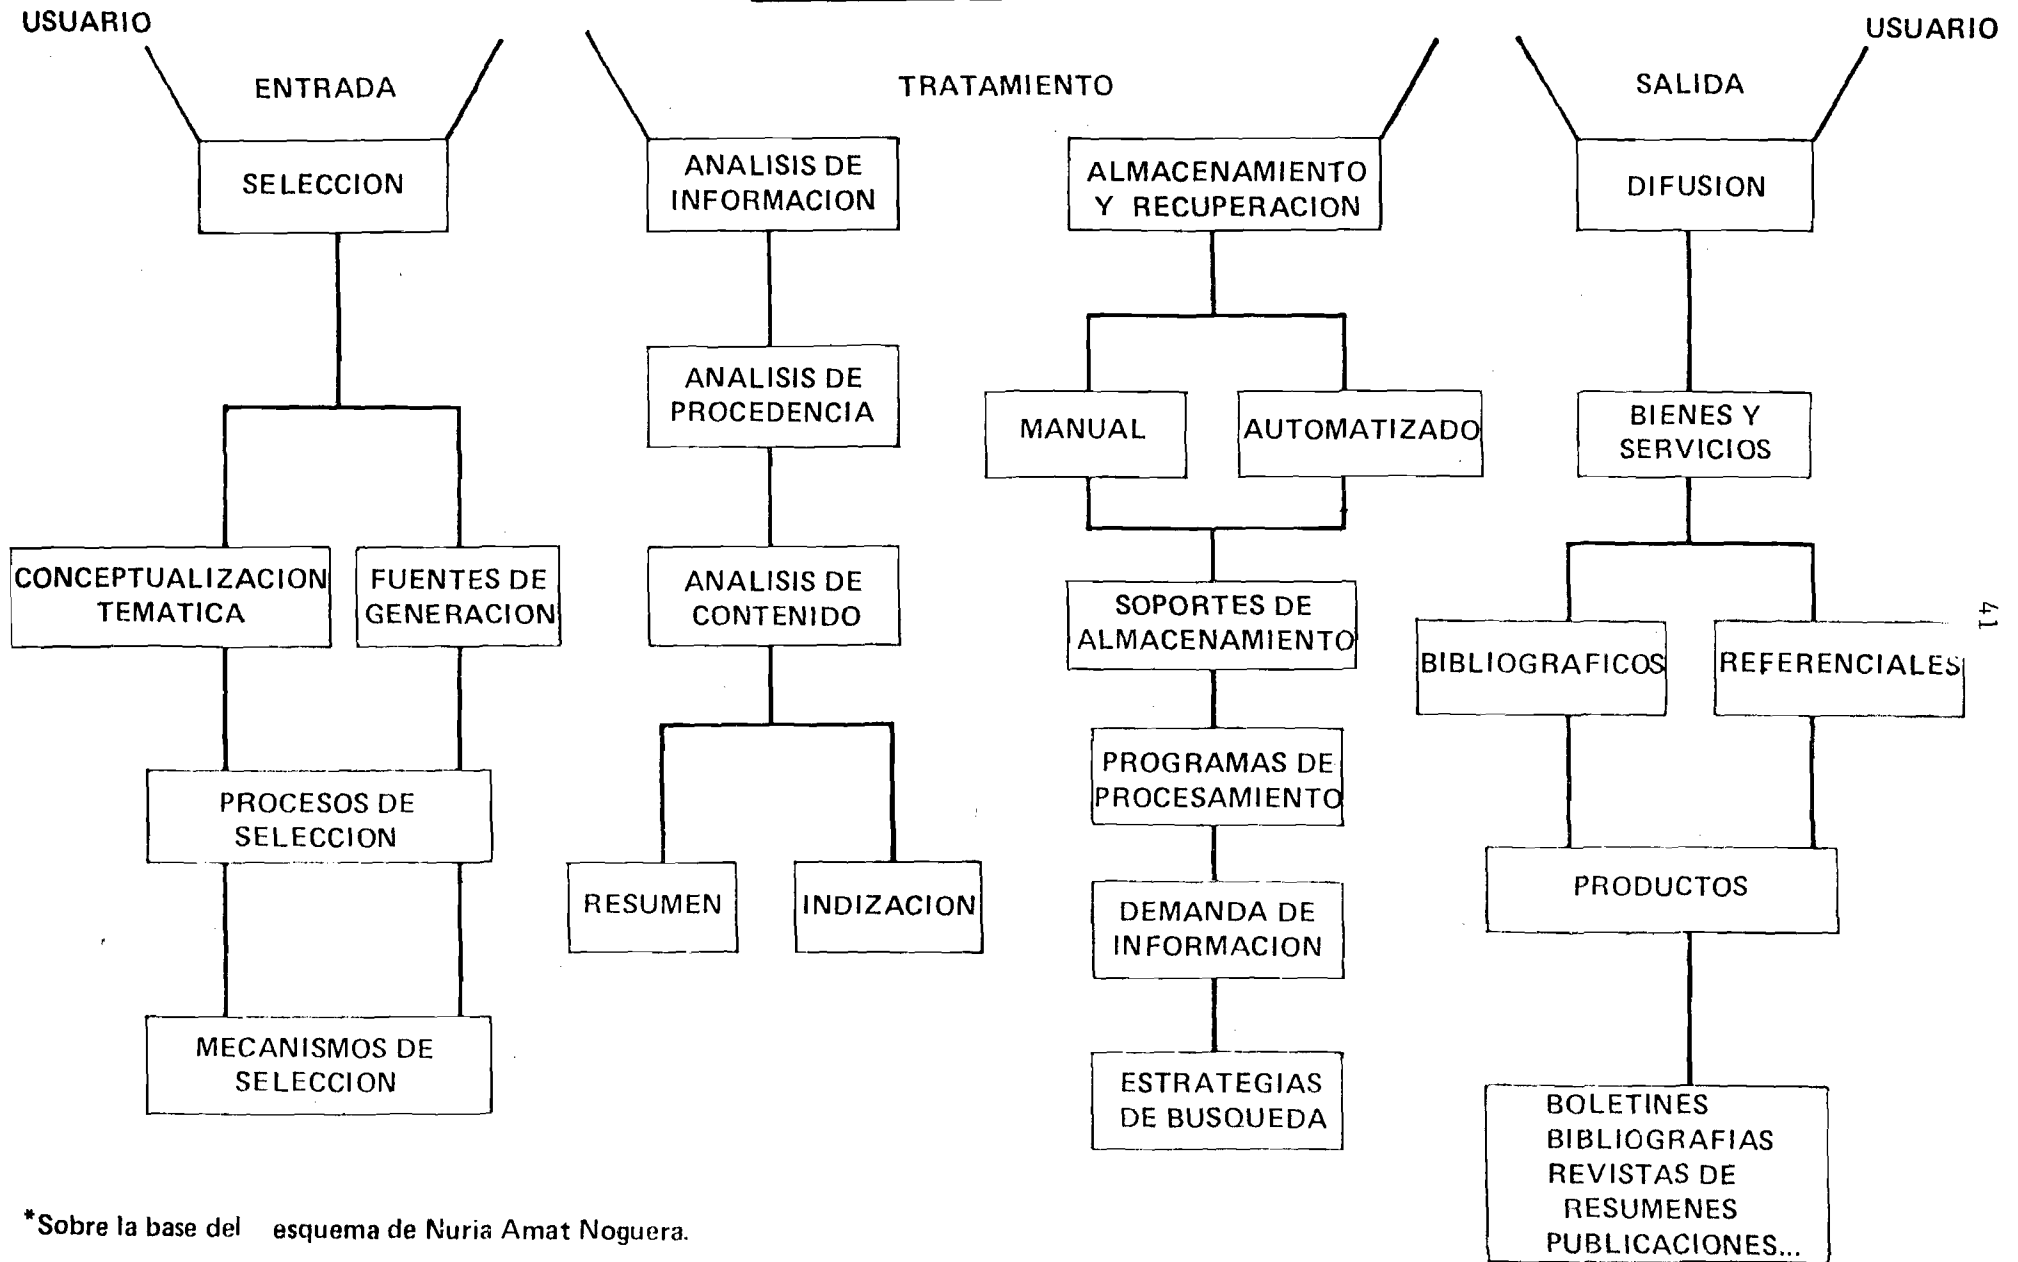 USUARIO
USUARIO
ENTRADA
TRATAMIENTO
SALIDA
SELECCION
ANALISIS DE
INFORMACION
ALMACENAMIENTO
Y RECUPERACION
DIFUSION
ANALISIS DE
PROCEDENCIA
MANUAL
AUTOMATIZADO
BIENES Y
SERVICIOS
CONCEPTUALIZACION
TEMATICA
FUENTES DE
GENERACION
ANALISIS DE
CONTENIDO
SOPORTES DE
ALMACENAMIENTO
BIBLIOGRAFICOS
REFERENCIALES
41
PROCESOS DE
SELECCION
PROGRAMAS DE
PROCESAMIENTO
RESUMEN
INDIZACION
DEMANDA DE
INFORMACION
PRODUCTOS
MECANISMOS DE
SELECCION
ESTRATEGIAS
DE BUSQUEDA
BOLETINES
BIBLIOGRAFIAS
REVISTAS DE
RESUMENES
PUBLICACIONES...
*Sobre la base del esquema de Nuria Amat Noguera.